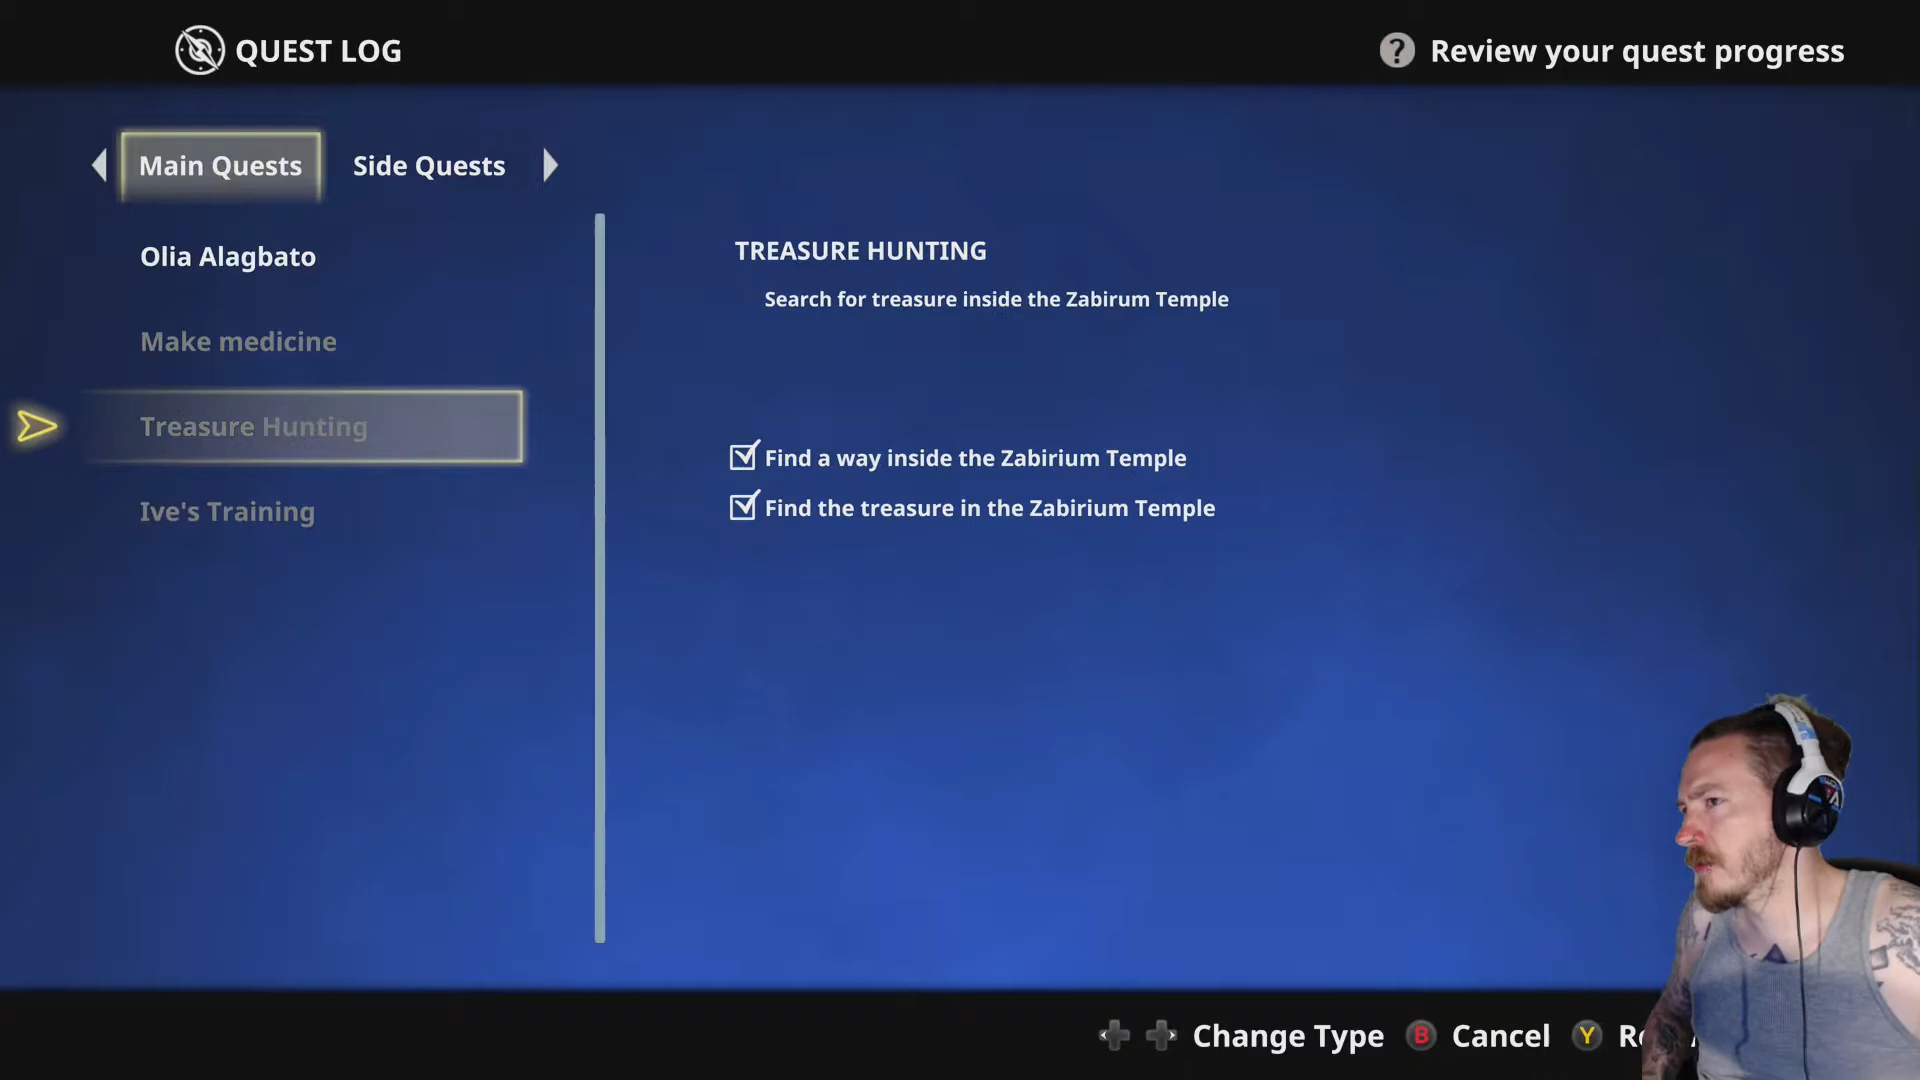 QUEST LOG
? Review your quest progress
Main Quests
Side Quests
Olia Alagbato
Make medicine
Treasure Hunting
Ive's Training
TREASURE HUNTING
Search for treasure inside the Zabirum Temple
Find a way inside the Zabirium Temple
Find the treasure in the Zabirium Temple
Change Type
B Cancel
Y